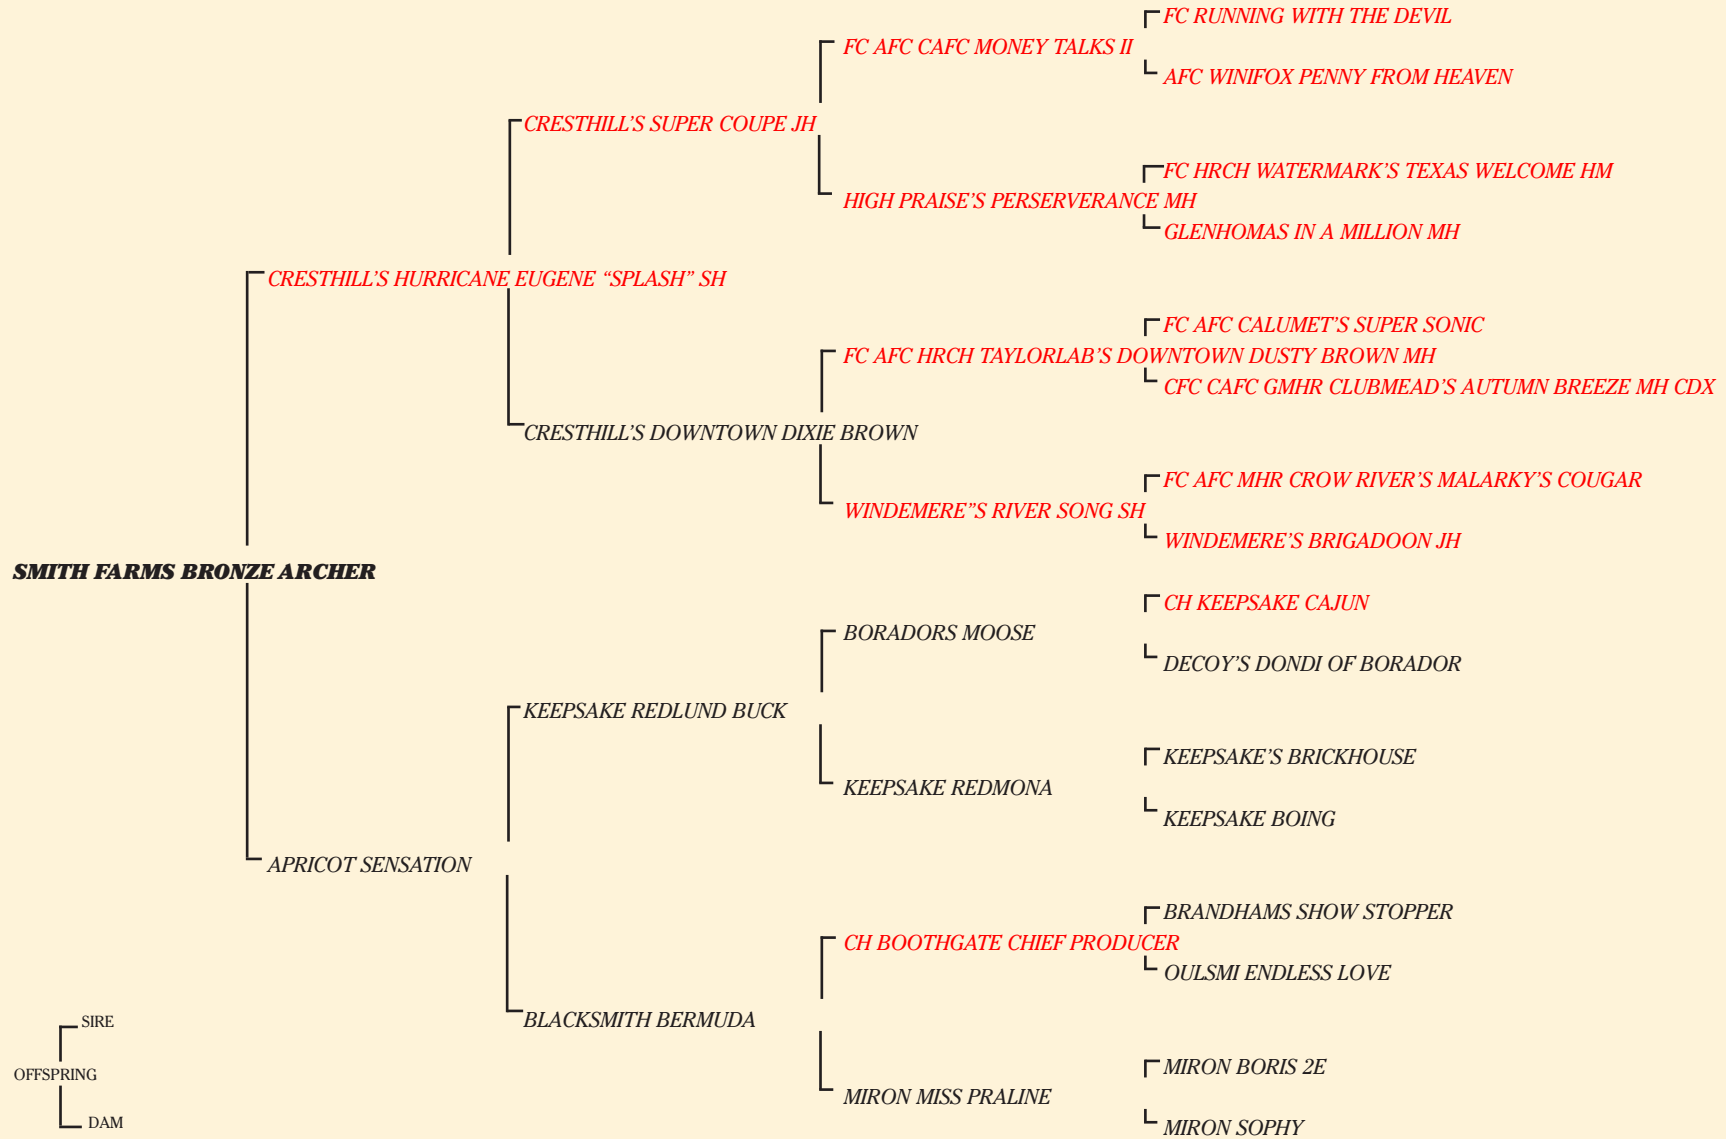 FC RUNNING WITH THE DEVIL
FC AFC CAFC MONEY TALKS II
AFC WINIFOX PENNY FROM HEAVEN
CRESTHILL'S SUPER COUPE JH
FC HRCH WATERMARK'S TEXAS WELCOME HM
HIGH PRAISE'S PERSERVERANCE MH
GLENHOMAS IN A MILLION MH
CRESTHILL'S HURRICANE EUGENE “SPLASH” SH
FC AFC CALUMET'S SUPER SONIC
FC AFC HRCH TAYLORLAB'S DOWNTOWN DUSTY BROWN MH
CFC CAFC GMHR CLUBMEAD'S AUTUMN BREEZE MH CDX
CRESTHILL'S DOWNTOWN DIXIE BROWN
FC AFC MHR CROW RIVER'S MALARKY'S COUGAR
WINDEMERE”S RIVER SONG SH
WINDEMERE'S BRIGADOON JH
SMITH FARMS BRONZE ARCHER
CH KEEPSAKE CAJUN
BORADORS MOOSE
DECOY'S DONDI OF BORADOR
KEEPSAKE REDLUND BUCK
KEEPSAKE'S BRICKHOUSE
KEEPSAKE REDMONA
KEEPSAKE BOING
APRICOT SENSATION
BRANDHAMS SHOW STOPPER
CH BOOTHGATE CHIEF PRODUCER
OULSMI ENDLESS LOVE
BLACKSMITH BERMUDA
MIRON BORIS 2E
MIRON MISS PRALINE
MIRON SOPHY
SIRE
OFFSPRING
DAM